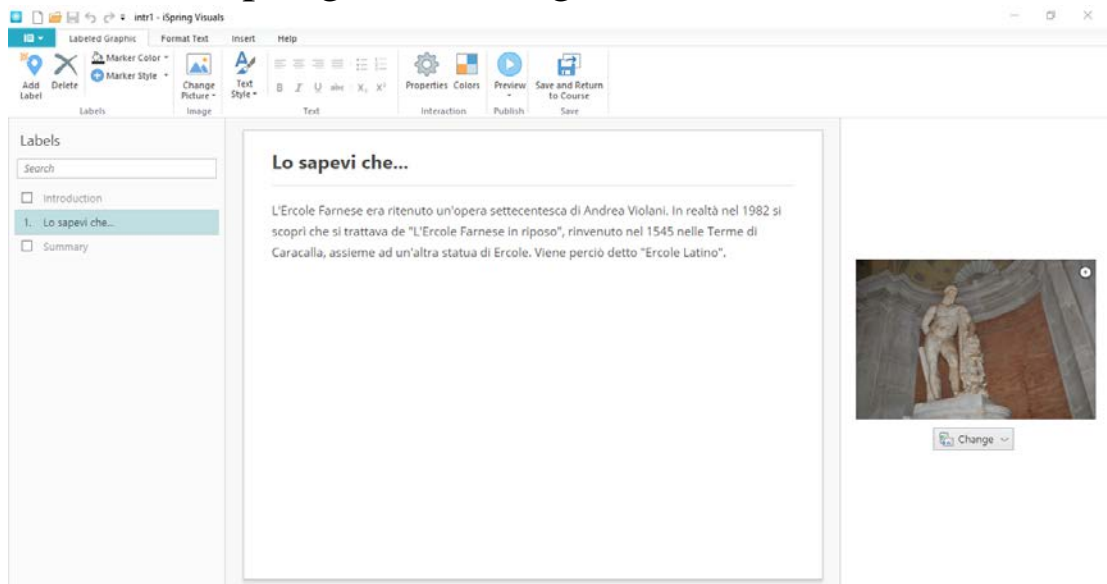 intr1 - iSpring Visuals
Labeled Graphic Format Text Insert Help
Add Label
Delete
Marker Color
Marker Style
Labels
Change Picture
Image
Text Style
B I U abc X, X²
Text
Properties Colors
Interaction
Preview
Publish
Save and Return to Course
Save
Labels
Search
Introduction
1. Lo sapevi che...
Summary
Lo sapevi che...
L'Ercole Farnese era ritenuto un'opera settecentesca di Andrea Violani. In realtà nel 1982 si
scoprì che si trattava de "L'Ercole Farnese in riposo", rinvenuto nel 1545 nelle Terme di
Caracalla, assieme ad un'altra statua di Ercole. Viene perciò detto "Ercole Latino".
Change